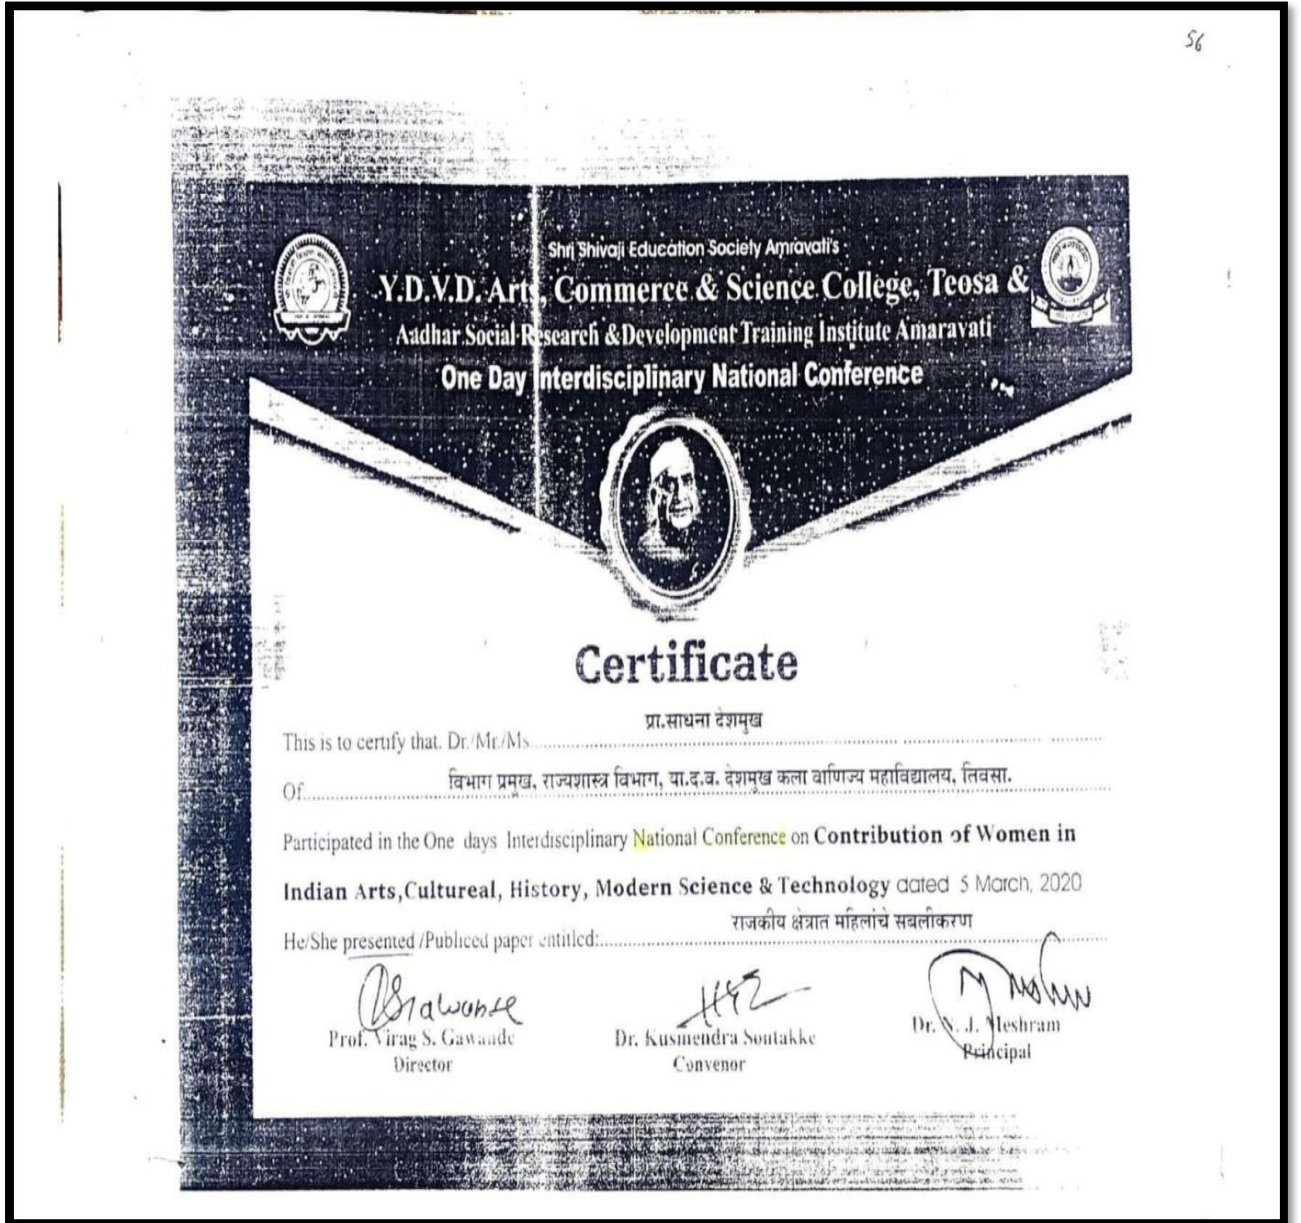 56
Shri Shivaji Education Society Amravati's
Y.D.V.D. Arts, Commerce & Science College, Teosa &
Aadhar Social Research & Development Training Institute Amaravati
One Day Interdisciplinary National Conference
Certificate
प्रा.साधना देशमुख
This is to certify that. Dr./Mr./Ms.
विभाग प्रमुख, राज्यशास्त्र विभाग, या.द.व. देशमुख कला वाणिज्य महाविद्यालय, तिवसा.
Of
Participated in the One days Interdisciplinary National Conference on Contribution of Women in
Indian Arts,Cultureal, History, Modern Science & Technology dated 5 March, 2020
राजकीय क्षेत्रात महिलांचे सबलीकरण
He/She presented /Publiced paper entitled:
Prof. Virag S. Gawande Dr. Kusmendra Sontakke Dr. V. J. Meshram
Director Convenor Principal